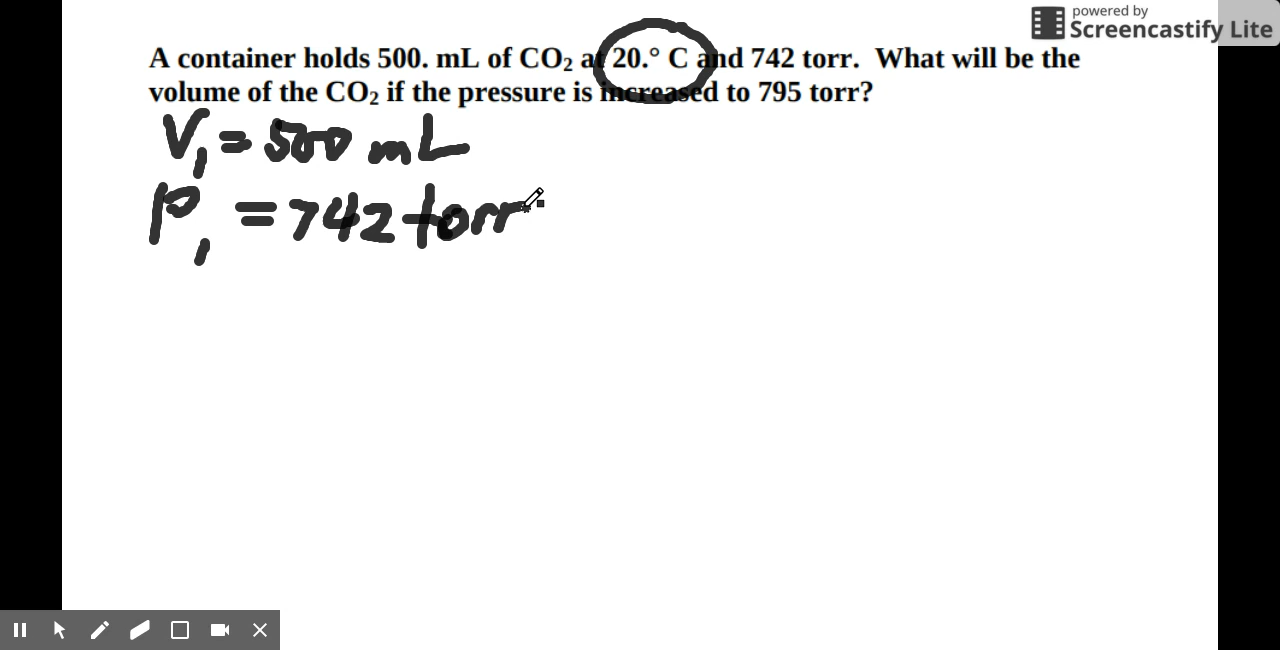 powered by
Screencastify Lite
A container holds 500. mL of CO₂ at 20.° C and 742 torr. What will be the
volume of the CO₂ if the pressure is increased to 795 torr?
V₁ = 500 mL
P₁ = 742 torr